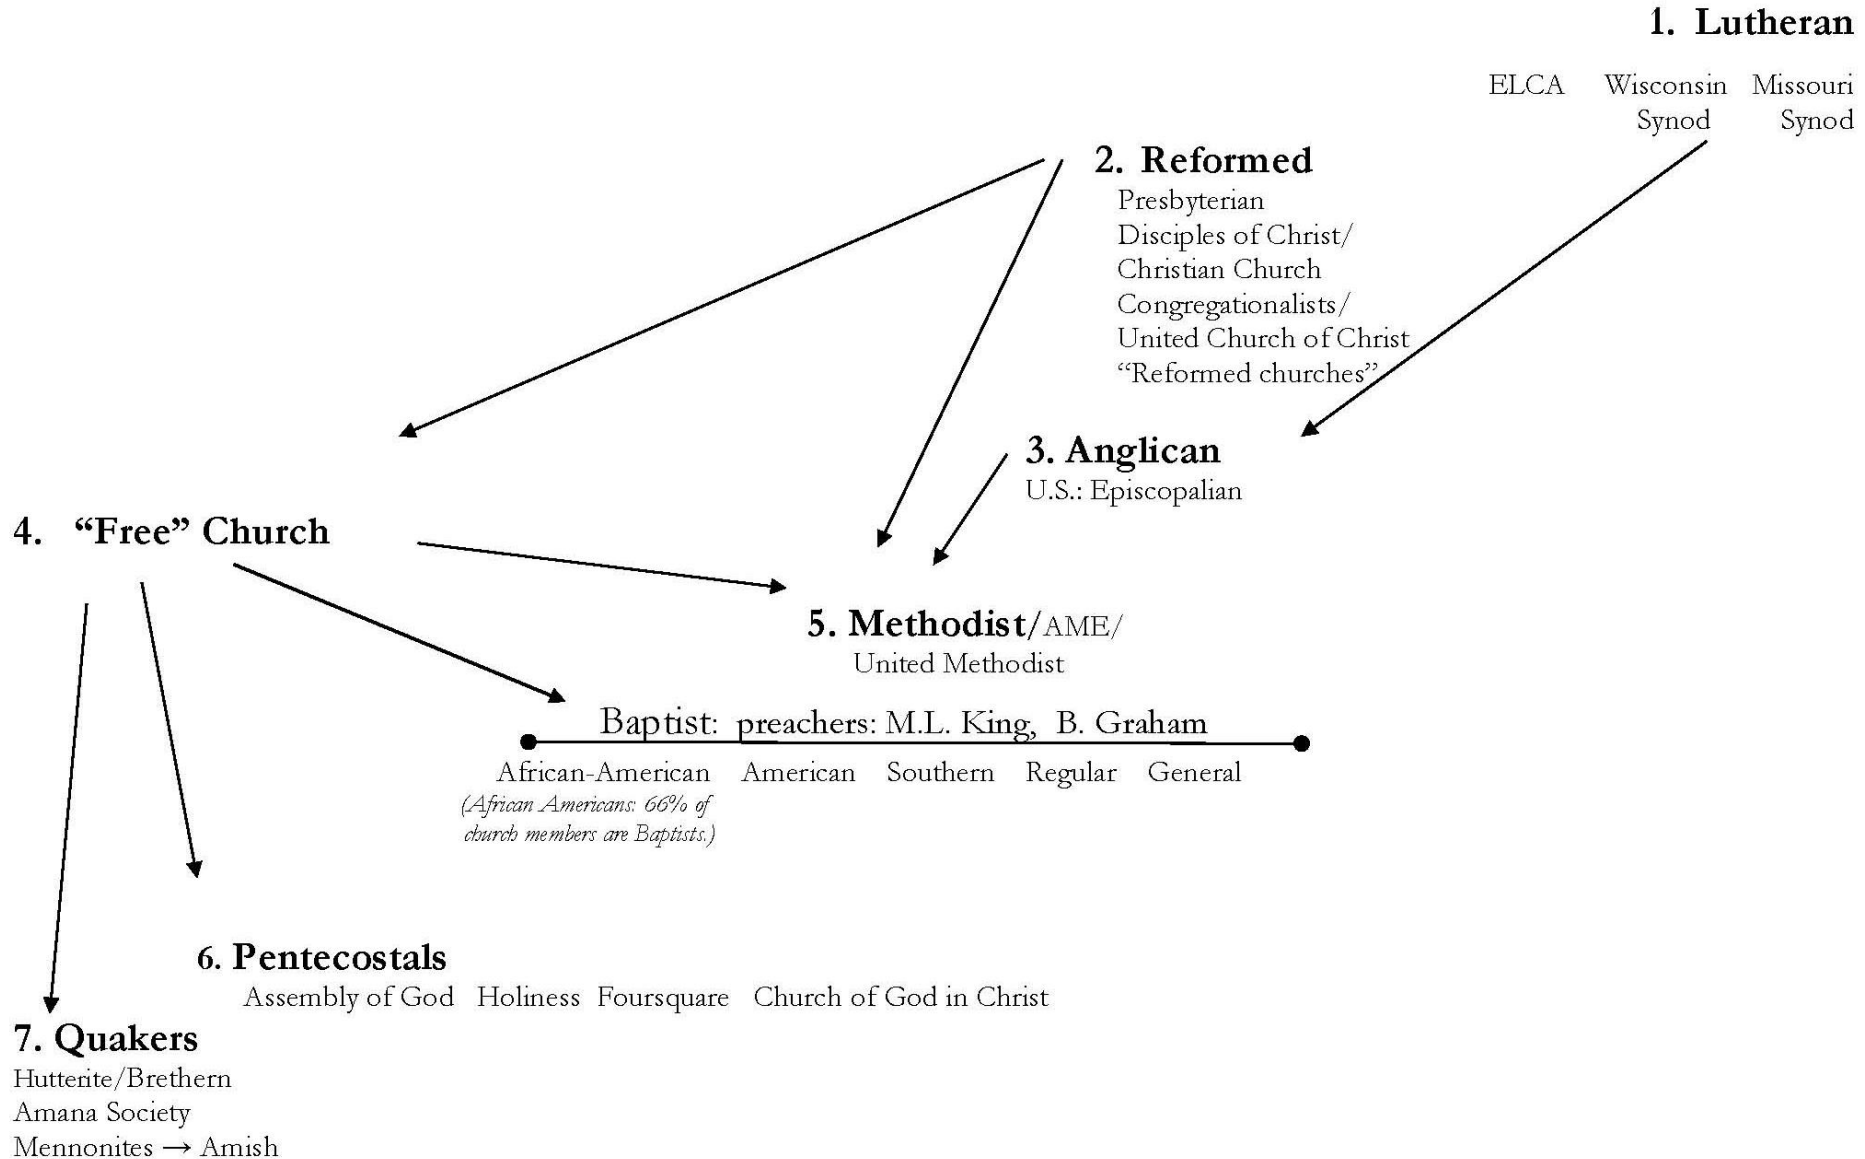 1. Lutheran
ELCA Wisconsin Synod Missouri Synod
2. Reformed
Presbyterian
Disciples of Christ/
Christian Church
Congregationalists/
United Church of Christ
“Reformed churches”
3. Anglican
U.S.: Episcopalian
4. “Free” Church
5. Methodist/AME/
United Methodist
Baptist: preachers: M.L. King, B. Graham
African-American American Southern Regular General
(African Americans: 66% of
church members are Baptists.)
6. Pentecostals
Assembly of God Holiness Foursquare Church of God in Christ
7. Quakers
Hutterite/Brethern
Amana Society
Mennonites → Amish